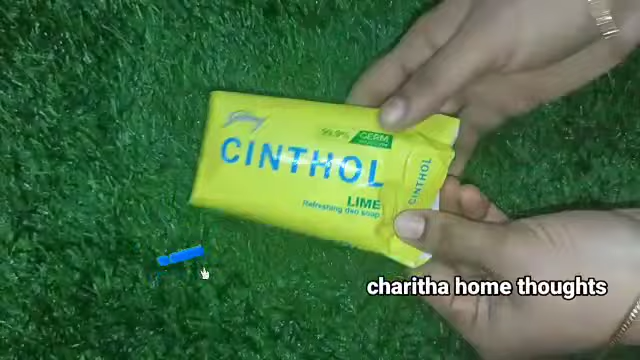 99.9% GERM
CINTHOL
LIME
Refreshing deo soap
CINTHOL
charitha home thoughts